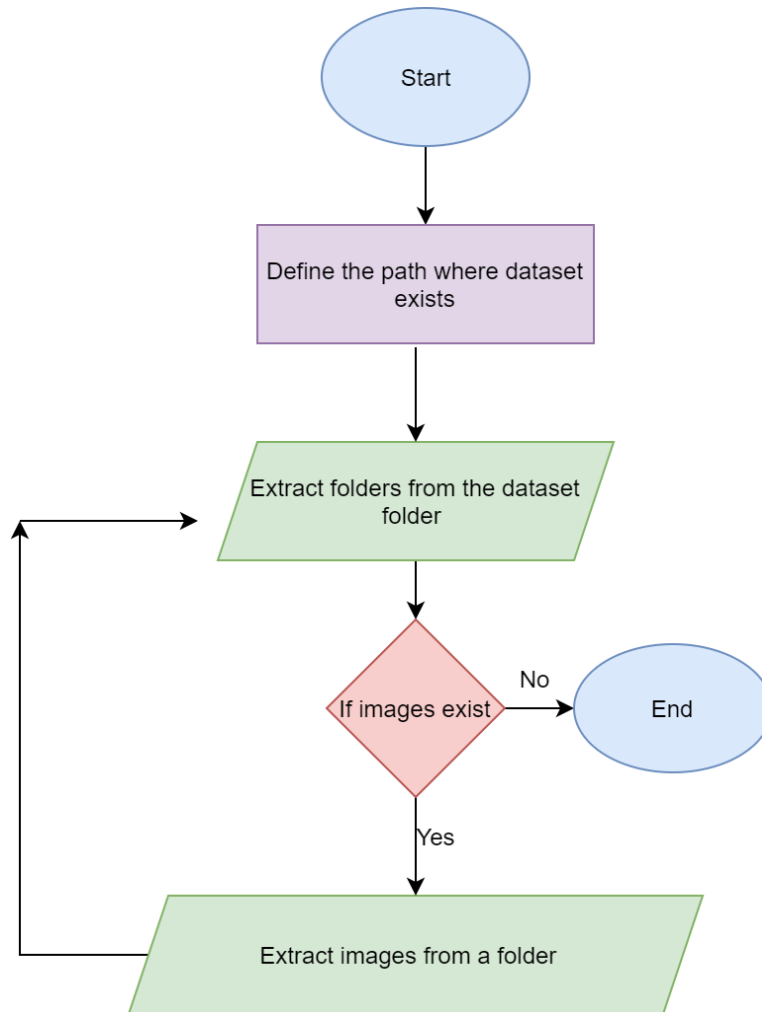 Start
Define the path where dataset
exists
Extract folders from the dataset
folder
If images exist
No
End
Yes
Extract images from a folder